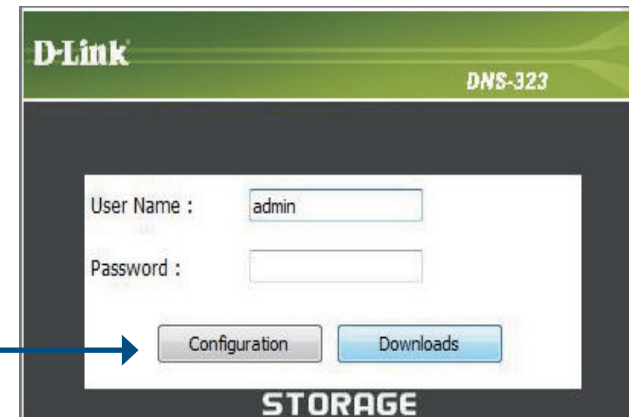 D-Link
DNS-323
User Name : admin
Password :
Configuration Downloads
STORAGE